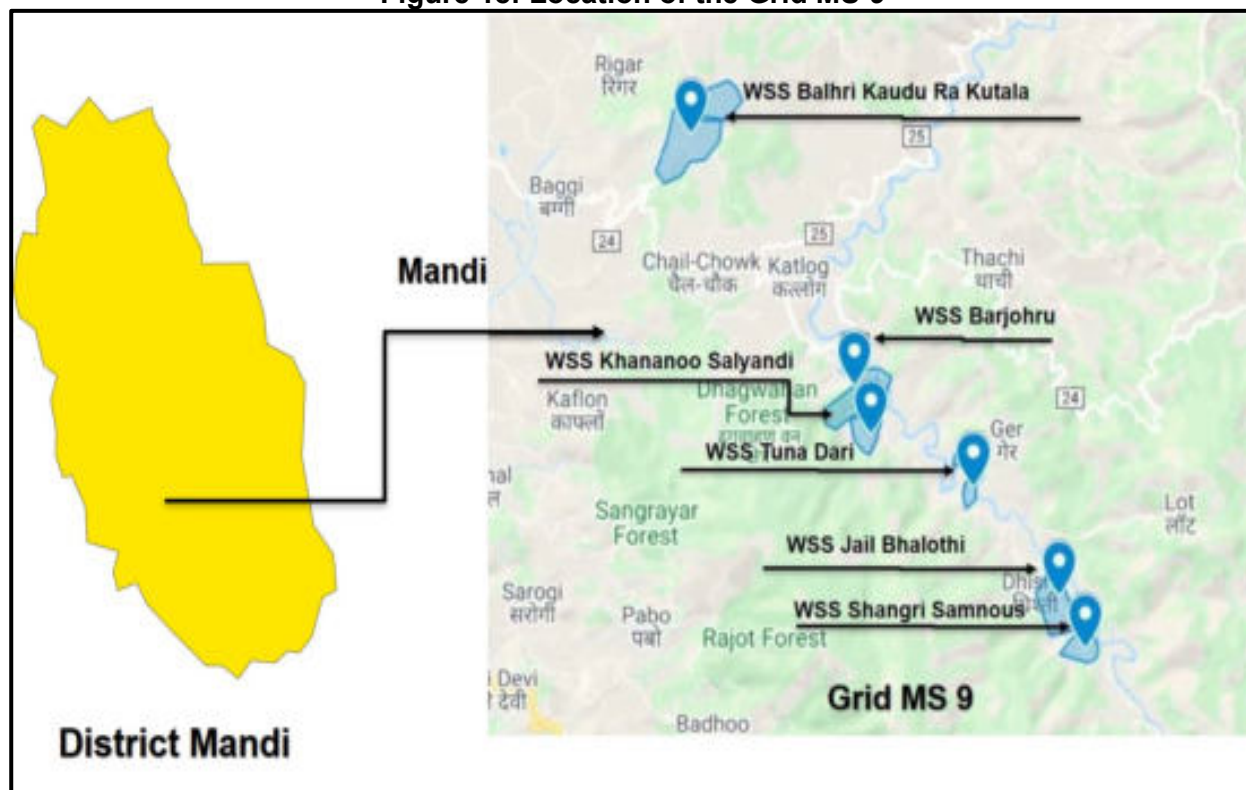 Figure 18: Location of the Grid MS 9
Rigar
रिगर
WSS Balhri Kaudu Ra Kutala
25
Baggi
बग्गी
24
25
Mandi
Chail-Chowk
चैल-चौक
Katlog
कत्लोग
Thachi
थाची
WSS Barjohru
WSS Khananoo Salyandi
24
Kaflon
काफ्लों
Forest
Ger
गेर
WSS Tuna Dari
Sangrayar
Forest
Lot
लॉट
WSS Jail Bhalothi
Sarogi
सरोगी
WSS Shangri Samnous
Pabo
पबो
Rajot Forest
i Devi
देवी
Grid MS 9
Badhoo
District Mandi